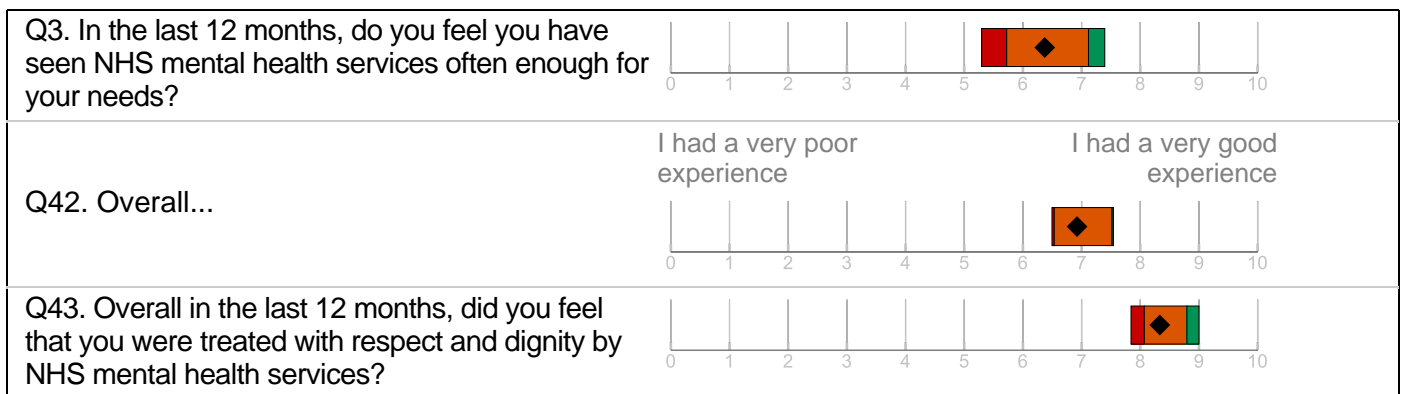 Q3. In the last 12 months, do you feel you have
seen NHS mental health services often enough for
your needs?
0 1 2 3 4 5 6 7 8 9 10
I had a very poor
experience
I had a very good
experience
Q42. Overall...
0 1 2 3 4 5 6 7 8 9 10
Q43. Overall in the last 12 months, did you feel
that you were treated with respect and dignity by
NHS mental health services?
0 1 2 3 4 5 6 7 8 9 10